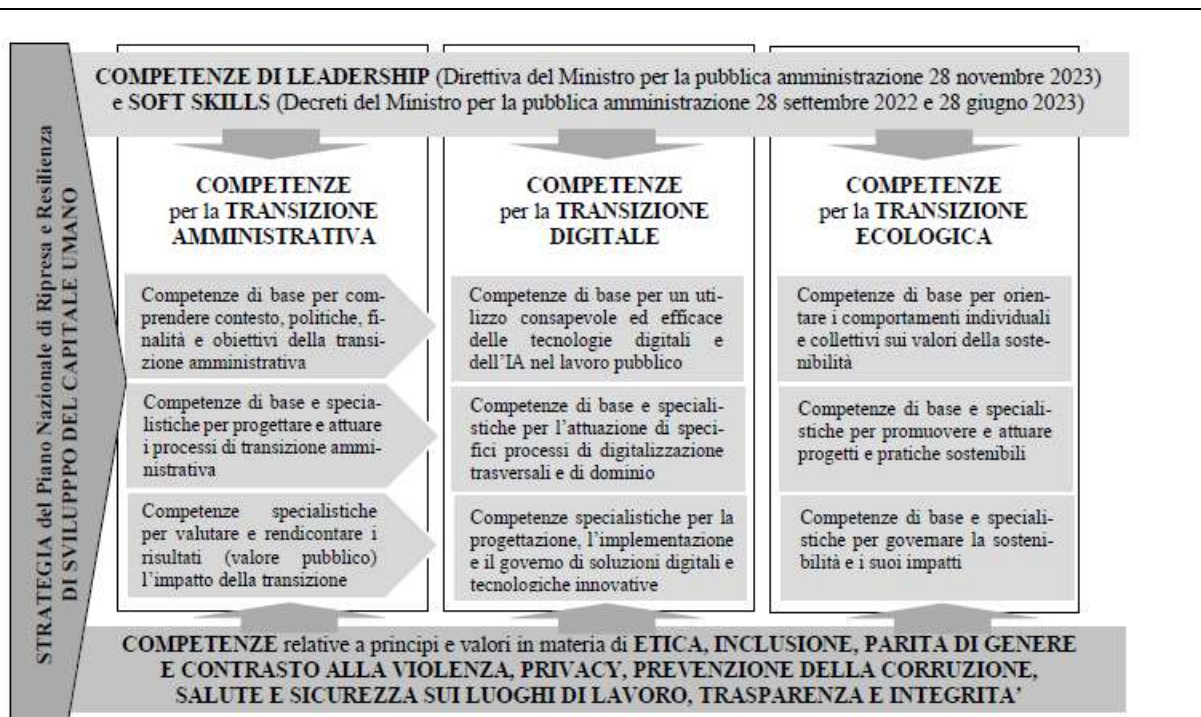 STRATEGIA del Piano Nazionale di Ripresa e Resilienza
DI SVILUPPPO DEL CAPITALE UMANO
COMPETENZE DI LEADERSHIP (Direttiva del Ministro per la pubblica amministrazione 28 novembre 2023)
e SOFT SKILLS (Decreti del Ministro per la pubblica amministrazione 28 settembre 2022 e 28 giugno 2023)
COMPETENZE
per la TRANSIZIONE
AMMINISTRATIVA
Competenze di base per com-
prendere contesto, politiche, fi-
nalità e obiettivi della transi-
zione amministrativa
Competenze di base e specia-
listiche per progettare e attuare
i processi di transizione ammi-
nistrativa
Competenze specialistiche
per valutare e rendicontare i
risultati (valore pubblico)
l’impatto della transizione
COMPETENZE
per la TRANSIZIONE
DIGITALE
Competenze di base per un uti-
lizzo consapevole ed efficace
delle tecnologie digitali e
dell’IA nel lavoro pubblico
Competenze di base e speciali-
stiche per l’attuazione di speci-
fici processi di digitalizzazione
trasversali e di dominio
Competenze specialistiche per la
progettazione, l’implementazione
e il governo di soluzioni digitali e
tecnologiche innovative
COMPETENZE
per la TRANSIZIONE
ECOLOGICA
Competenze di base per orien-
tare i comportamenti individuali
e collettivi sui valori della soste-
nibilità
Competenze di base e speciali-
stiche per promuovere e attuare
progetti e pratiche sostenibili
Competenze di base e speciali-
stiche per governare la sosteni-
bilità e i suoi impatti
COMPETENZE relative a principi e valori in materia di ETICA, INCLUSIONE, PARITA DI GENERE
E CONTRASTO ALLA VIOLENZA, PRIVACY, PREVENZIONE DELLA CORRUZIONE,
SALUTE E SICUREZZA SUI LUOGHI DI LAVORO, TRASPARENZA E INTEGRITA’